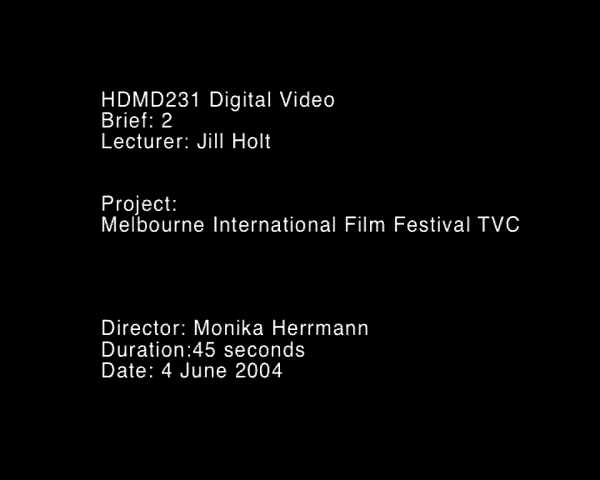 HDMD231 Digital Video
Brief: 2
Lecturer: Jill Holt
Project:
Melbourne International Film Festival TVC
Director: Monika Herrmann
Duration:45 seconds
Date: 4 June 2004